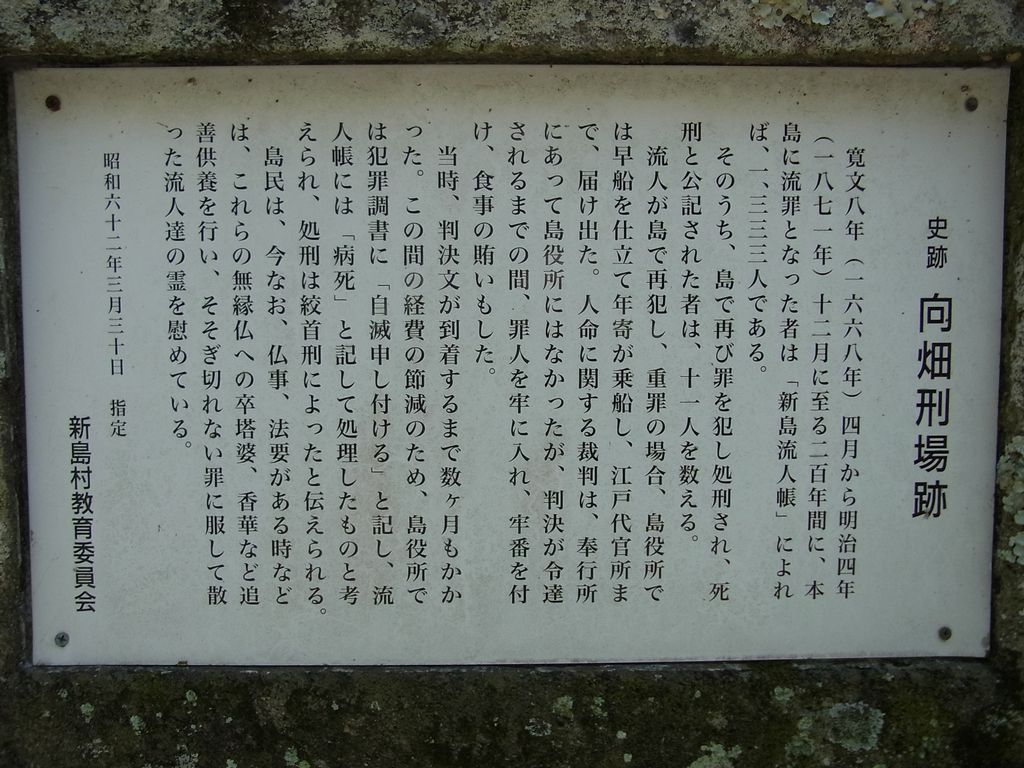 史跡 向畑刑場跡
寛文八年(一六六八年)四月から明治四年
(一八七一年)十二月に至る二百年間に、本
島に流罪となった者は「新島流人帳」によれ
ば、一、三三三人である。
そのうち、島で再び罪を犯し処刑され、死
刑と公記された者は、十一人を数える。
流人が島で再犯し、重罪の場合、島役所で
は早船を仕立て年寄が乗船し、江戸代官所ま
で、届け出た。人命に関する裁判は、奉行所
にあって島役所にはなかったが、判決が令達
されるまでの間、罪人を牢に入れ、牢番を付
け、食事の賄いもした。
当時、判決文が到着するまで数ヶ月もかか
った。この間の経費の節減のため、島役所で
は犯罪調書に「自滅申し付ける」と記し、流
人帳には「病死」と記して処理したものと考
えられ、処刑は絞首刑によったと伝えられる。
島民は、今なお、仏事、法要がある時など
は、これらの無縁仏への卒塔婆、香華など追
善供養を行い、そそぎ切れない罪に服して散
った流人達の霊を慰めている。
昭和六十二年三月三十日 指定
新島村教育委員会